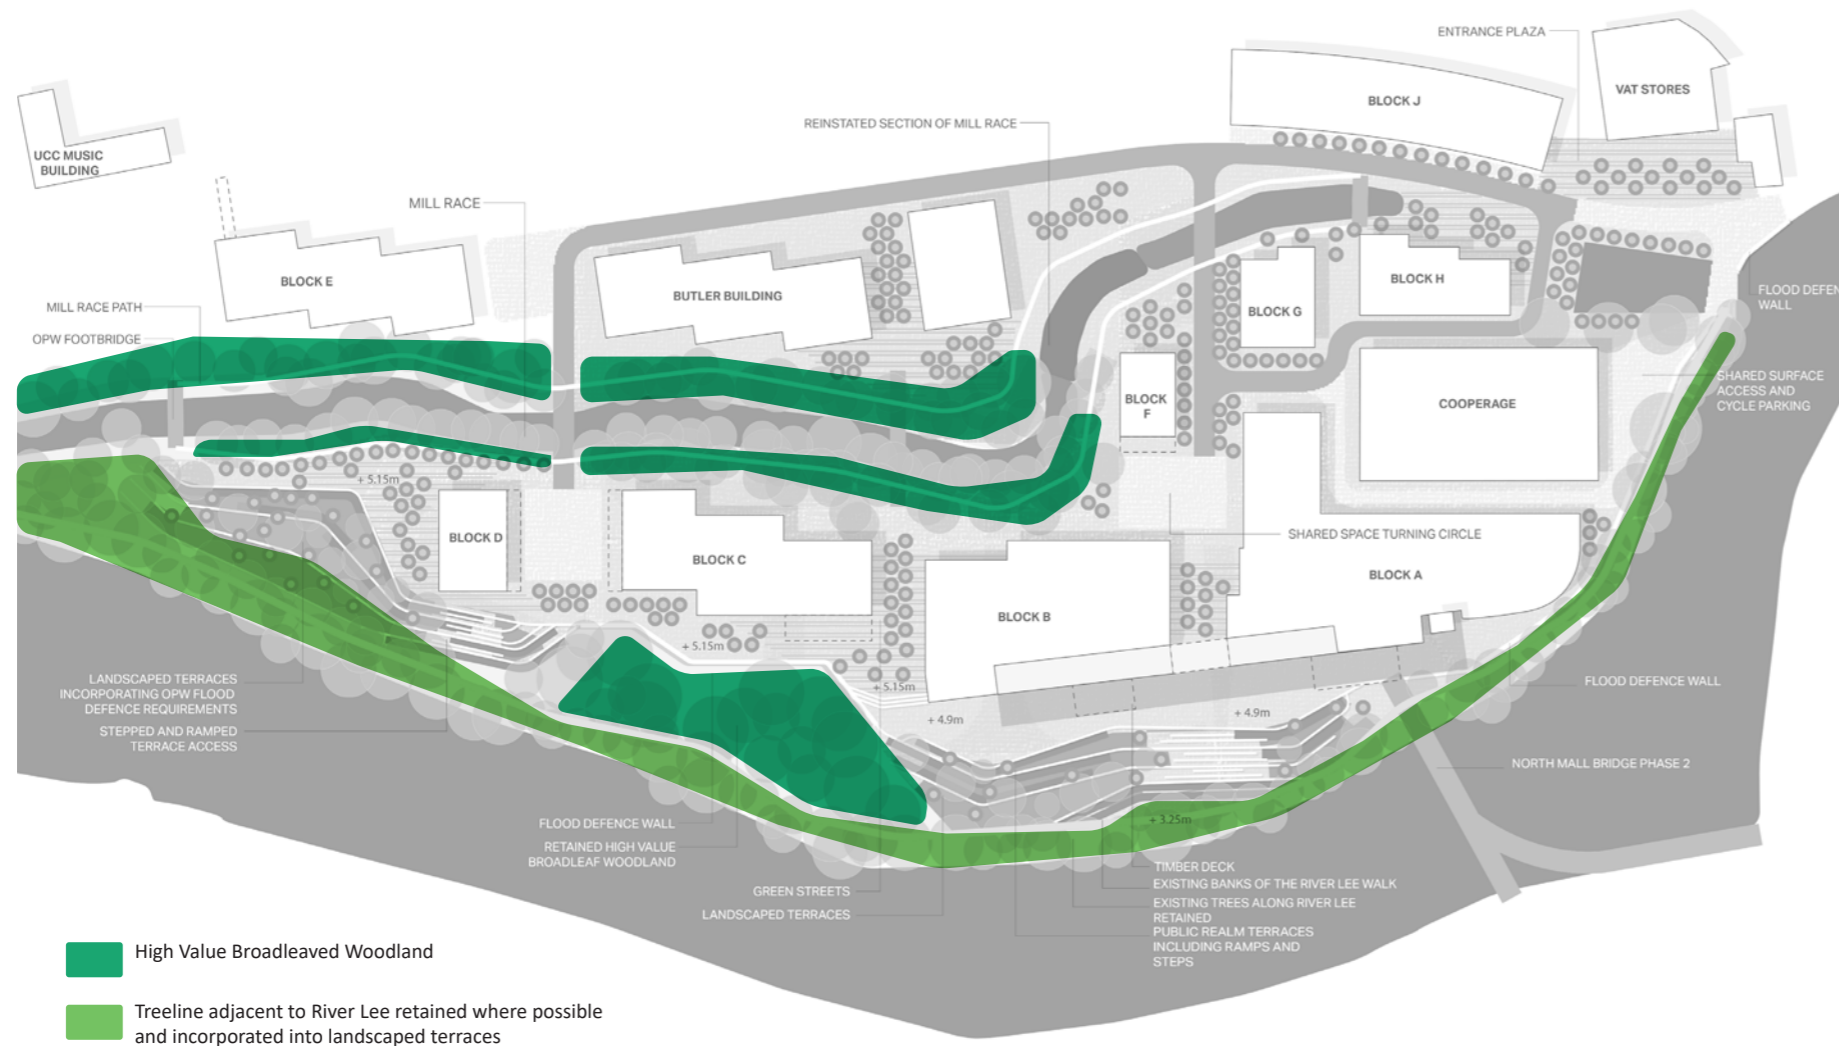 ENTRANCE PLAZA
VAT STORES
BLOCK J
REINSTATED SECTION OF MILL RACE
UCC MUSIC
BUILDING
MILL RACE
BLOCK E
BUTLER BUILDING
BLOCK H
BLOCK G
FLOOD DEFEN
WALL
MILL RACE PATH
OPW FOOTBRIDGE
SHARED SURFACE
ACCESS AND
CYCLE PARKING
BLOCK
F
COOPERAGE
+ 5.15m
BLOCK D
BLOCK C
SHARED SPACE TURNING CIRCLE
BLOCK A
BLOCK B
+ 5.15m
+ 5.15m
+ 4.9m
+ 4.9m
LANDSCAPED TERRACES
INCORPORATING OPW FLOOD
DEFENCE REQUIREMENTS
STEPPED AND RAMPED
TERRACE ACCESS
FLOOD DEFENCE WALL
NORTH MALL BRIDGE PHASE 2
+ 3.25m
FLOOD DEFENCE WALL
RETAINED HIGH VALUE
BROADLEAF WOODLAND
GREEN STREETS
LANDSCAPED TERRACES
TIMBER DECK
EXISTING BANKS OF THE RIVER LEE WALK
EXISTING TREES ALONG RIVER LEE
RETAINED
PUBLIC REALM TERRACES
INCLUDING RAMPS AND
STEPS
High Value Broadleaved Woodland
Treeline adjacent to River Lee retained where possible
and incorporated into landscaped terraces